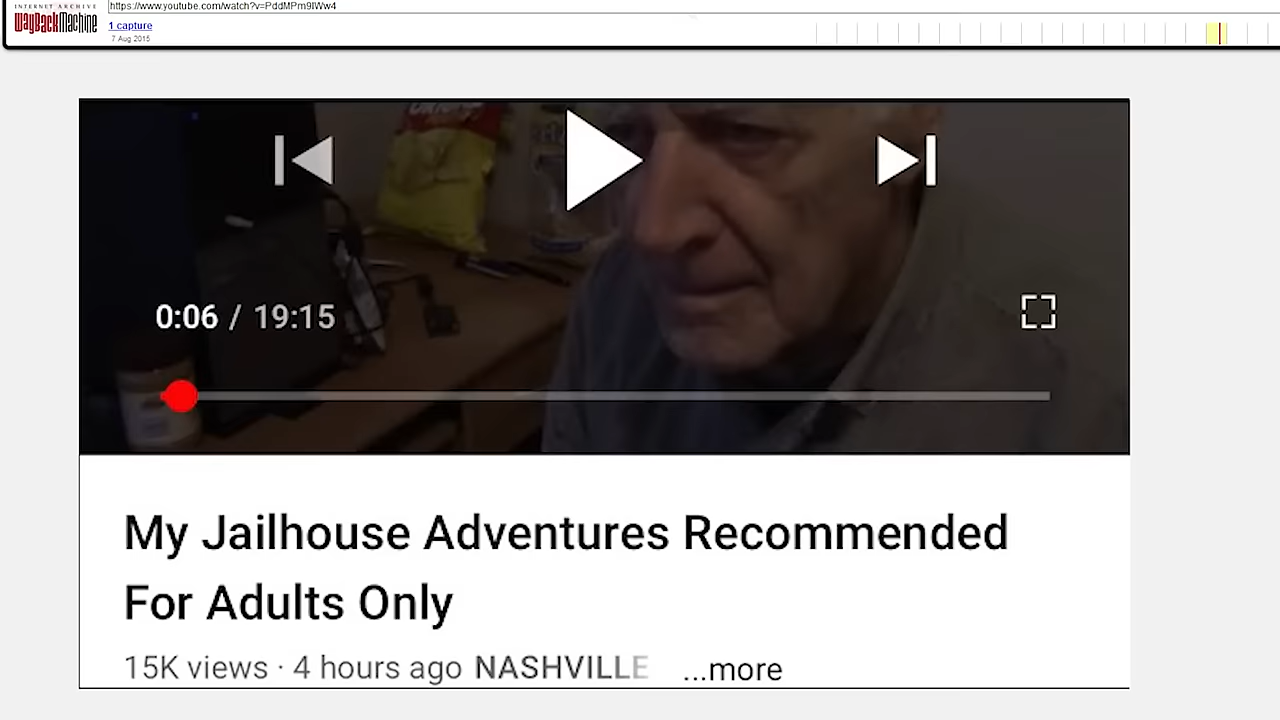 INTERNET ARCHIVE
WayBackMachine
https://www.youtube.com/watch?v=PddMPm9IWw4
1 capture
7 Aug 2015
0:06 / 19:15
My Jailhouse Adventures Recommended
For Adults Only
15K views · 4 hours ago NASHVILLE ...more